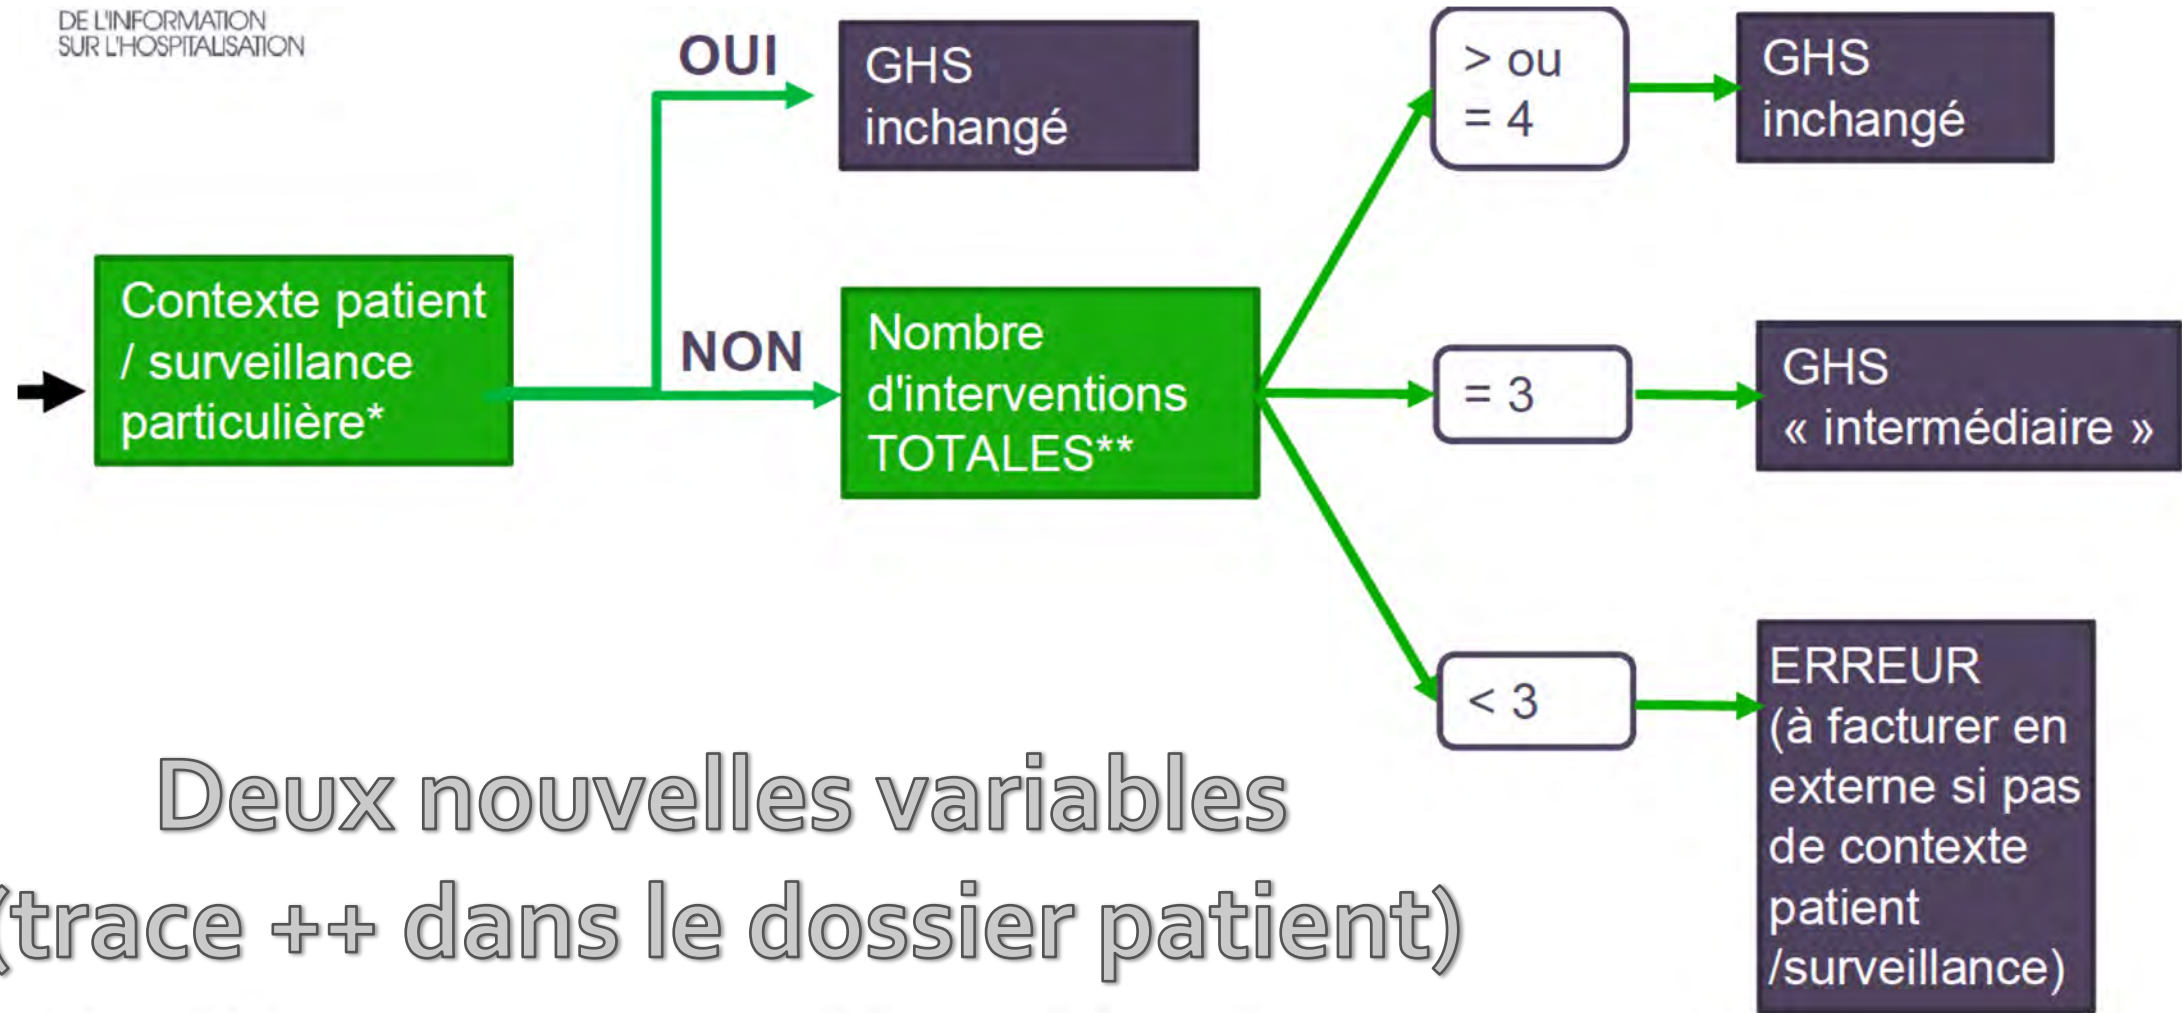 DE L'INFORMATION
SUR L'HOSPITALISATION
Contexte patient
/ surveillance
particulière*
OUI
GHS
inchangé
NON
Nombre
d'interventions
TOTALES**
> ou
= 4
GHS
inchangé
= 3
GHS
« intermédiaire »
< 3
ERREUR
(à facturer en
externe si pas
de contexte
patient
/surveillance)
Deux nouvelles variables
(trace ++ dans le dossier patient)